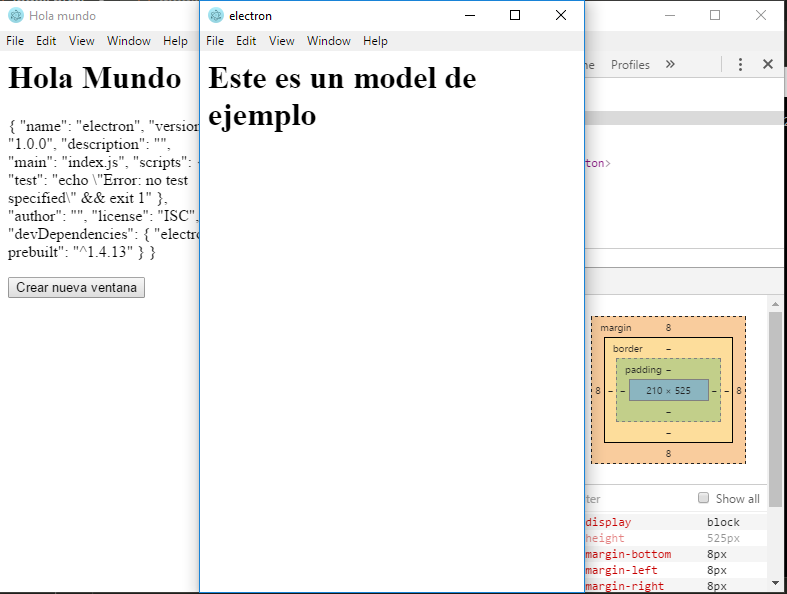 Hola mundo
File Edit View Window Help
Hola Mundo
{ "name": "electron", "version
"1.0.0", "description": "",
"main": "index.js", "scripts":
"test": "echo \"Error: no test
specified\" && exit 1" },
"author": "", "license": "ISC",
"devDependencies": { "electro
prebuilt": "^1.4.13" } }
Crear nueva ventana
electron
File Edit View Window Help
Este es un model de
ejemplo
ne Profiles »
ton>
margin 8
border –
padding –
8 – – 210 × 525 – – 8
–
–
8
ter Show all
display block
height 525px
margin-bottom 8px
margin-left 8px
margin-right 8px